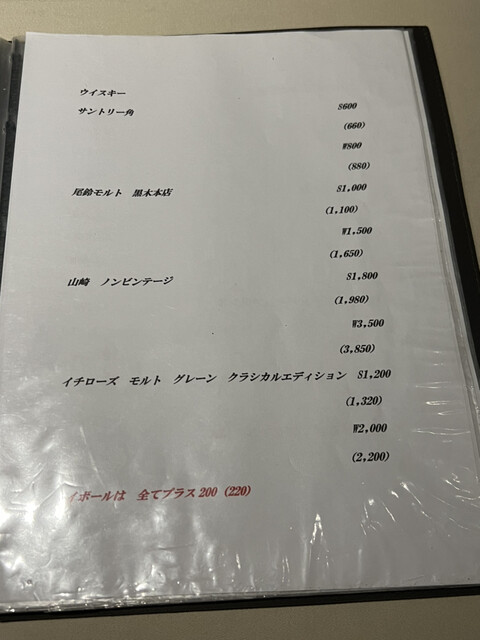 ウイスキー
サントリー角 S600
(660)
W800
(880)
尾鈴モルト 黒木本店 S1,000
(1,100)
W1,500
(1,650)
山崎 ノンビンテージ S1,800
(1,980)
W3,500
(3,850)
イチローズ モルト グレーン クラシカルエディション S1,200
(1,320)
W2,000
(2,200)
イボールは 全てプラス200 (220)